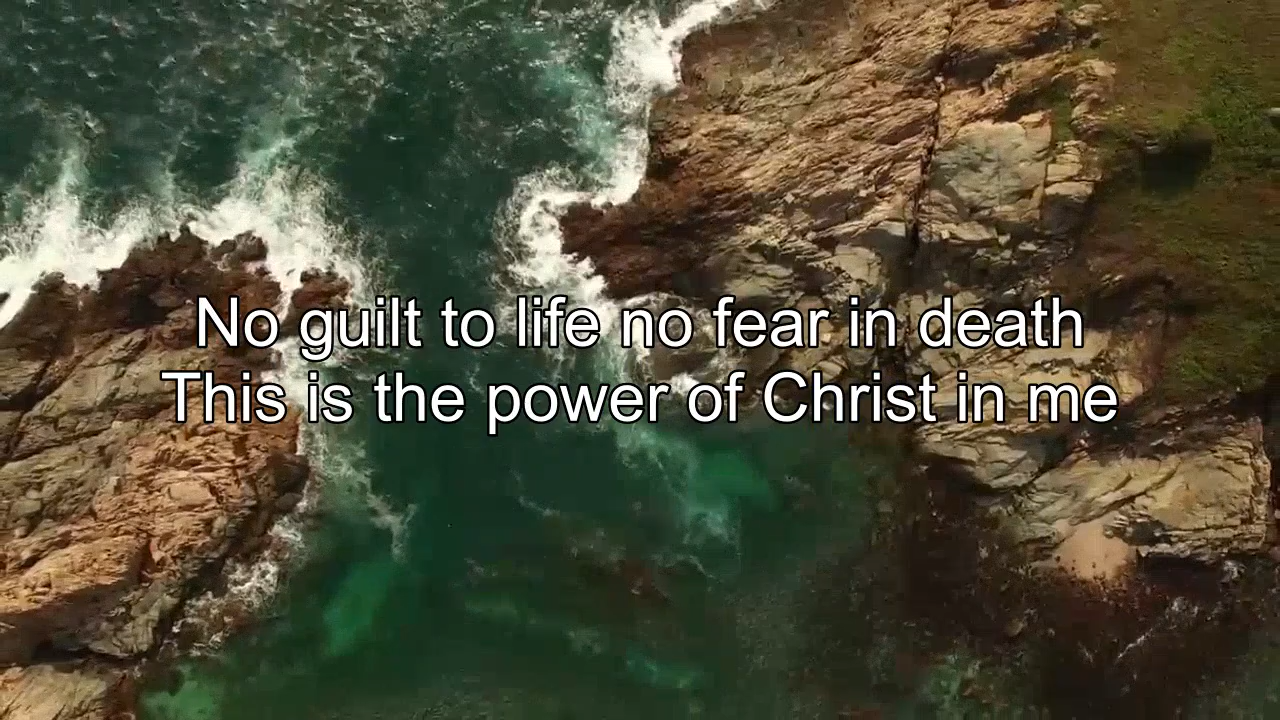 No guilt to life no fear in death
This is the power of Christ in me